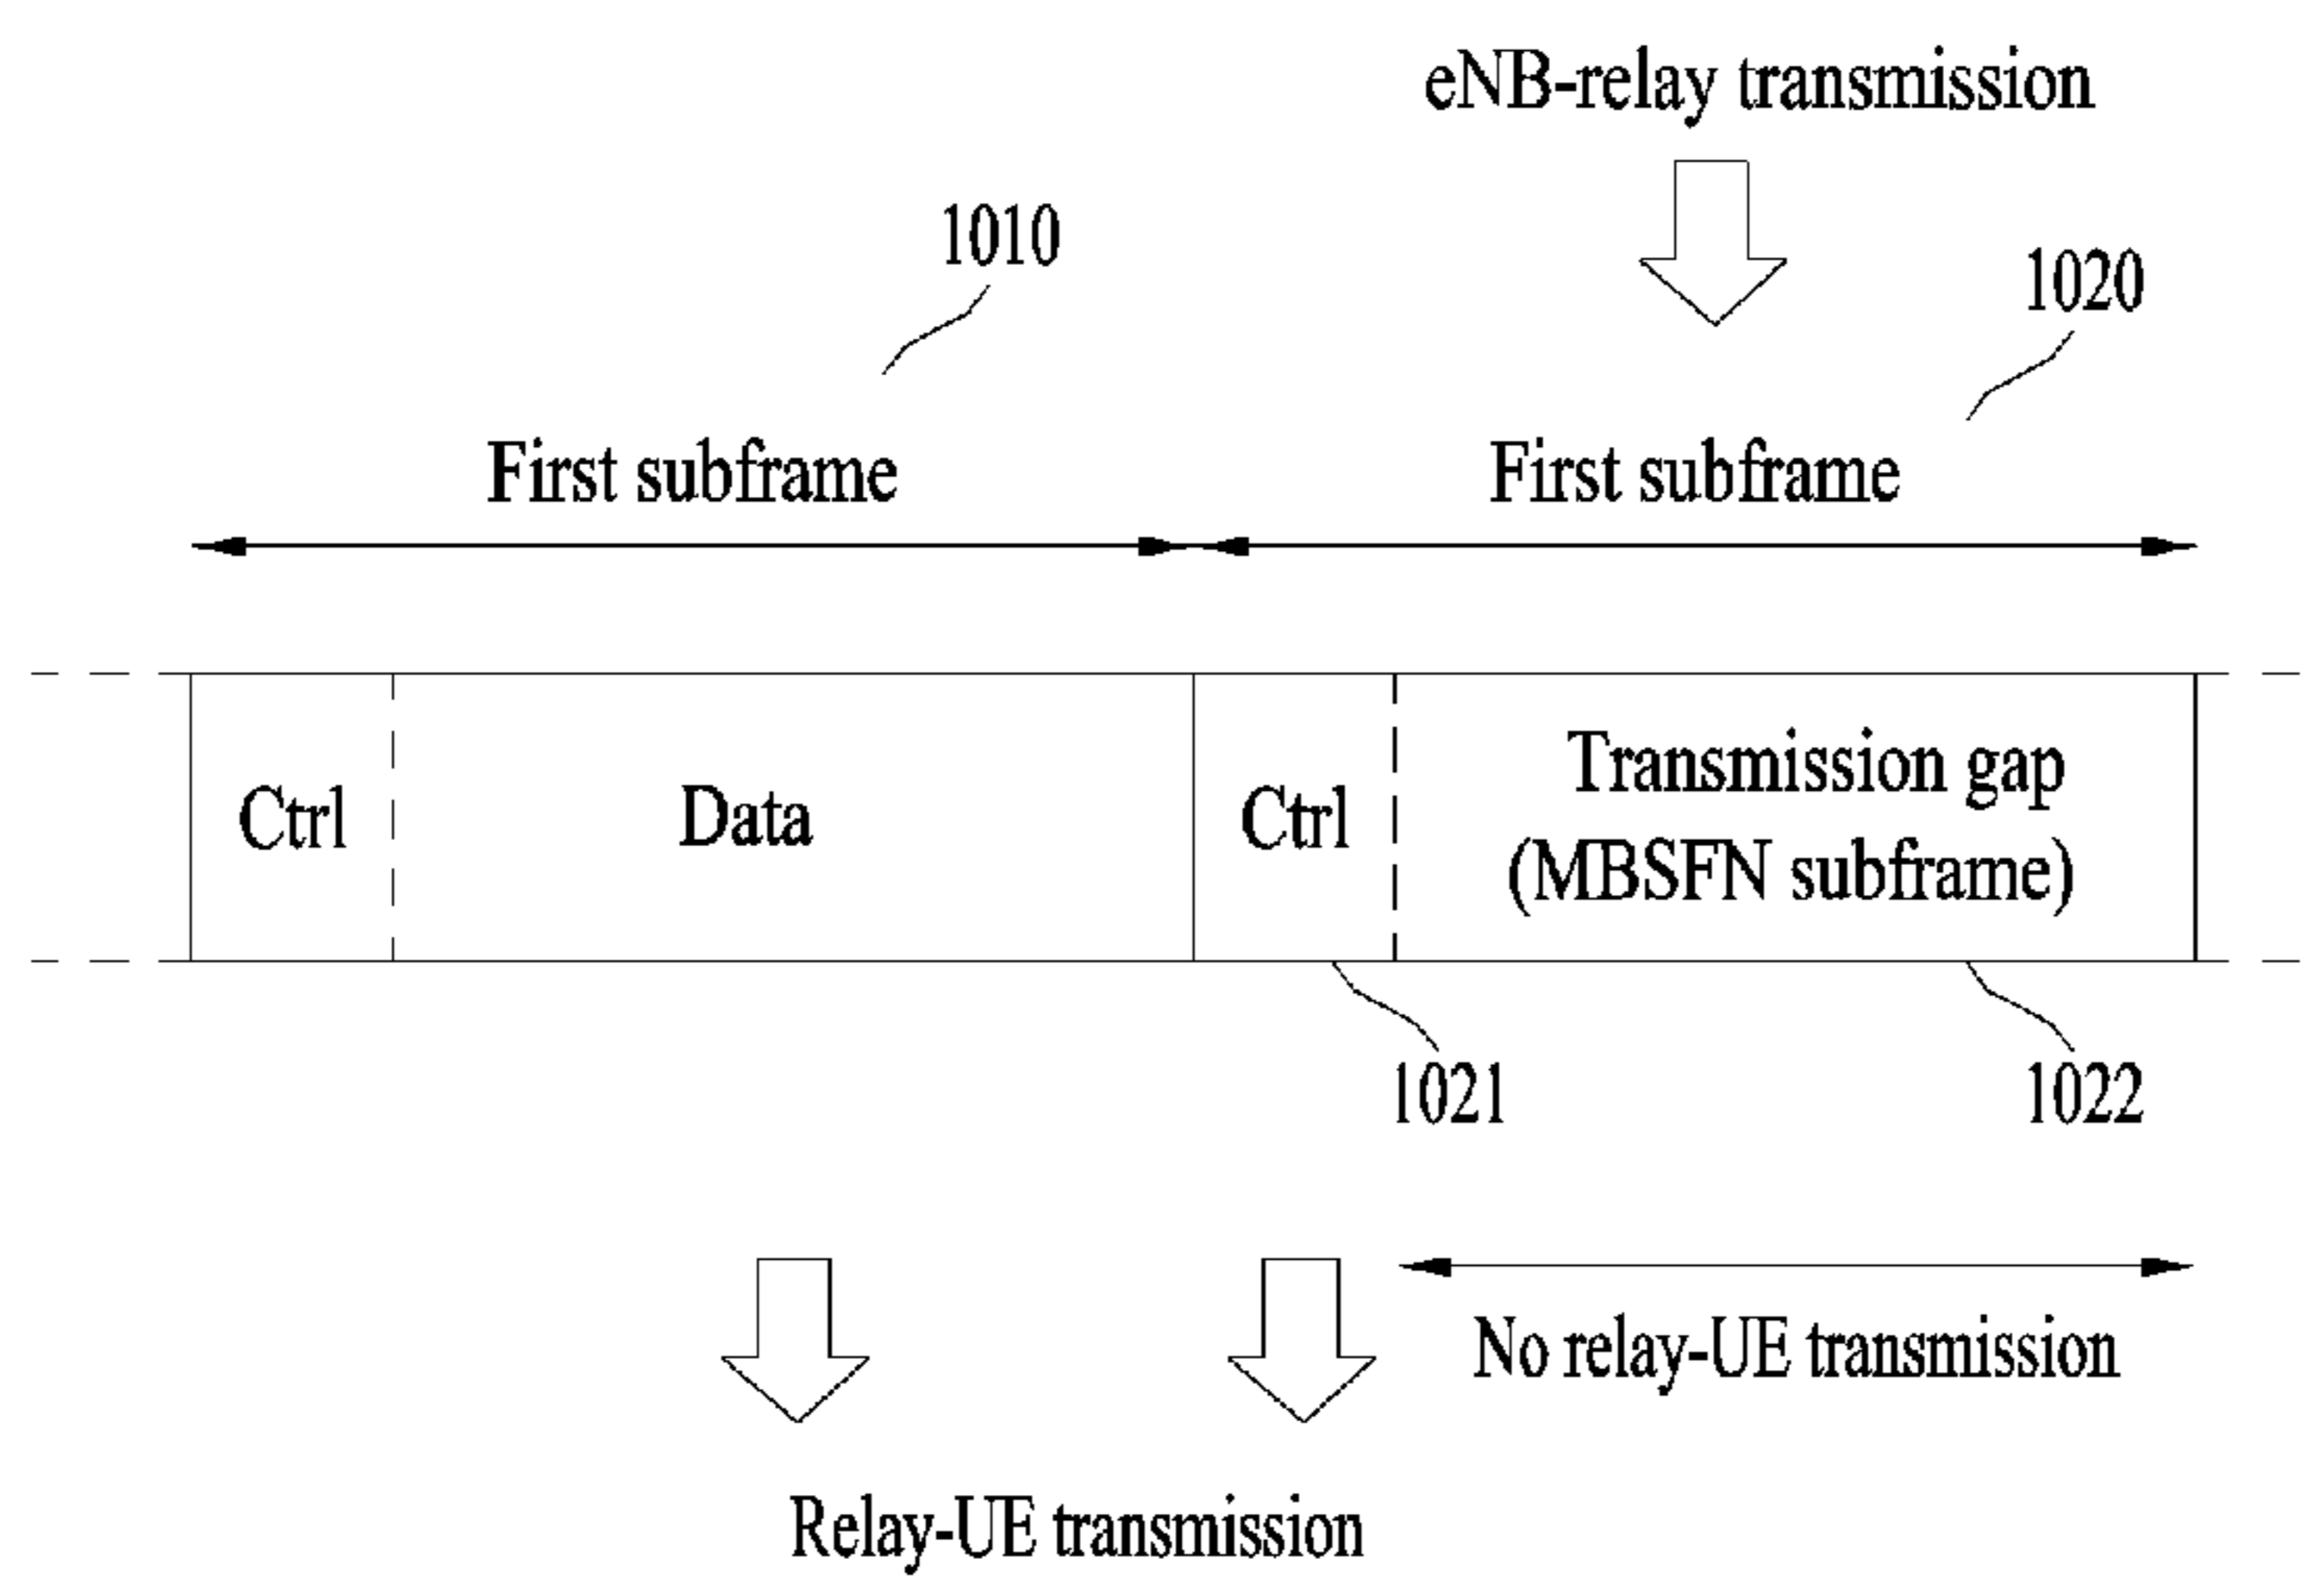 eNB-relay transmission
1010
1020
First subframe
First subframe
Ctrl
Data
Ctrl
Transmission gap
(MBSFN subframe)
1021
1022
No relay-UE transmission
Relay-UE transmission